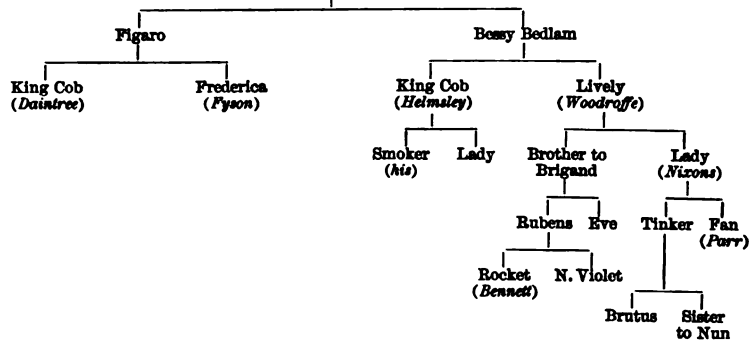 Figaro Bessy Bedlam
King Cob Frederica King Cob Lively
(Daintree) (Fyson) (Helmsley) (Woodroffe)
Smoker Lady Brother to Lady
(his) Brigand (Nixons)
Rubens Eve Tinker Fan
(Parr)
Rocket N. Violet
(Bennett)
Brutus Sister
to Nun